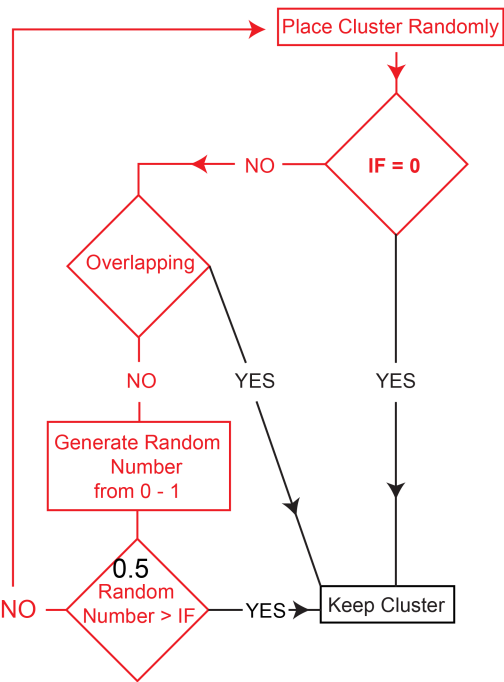 Place Cluster Randomly
IF = 0
NO
Overlapping
NO
YES
YES
Generate Random
Number
from 0 - 1
0.5
Random
Number > IF
NO
YES
Keep Cluster